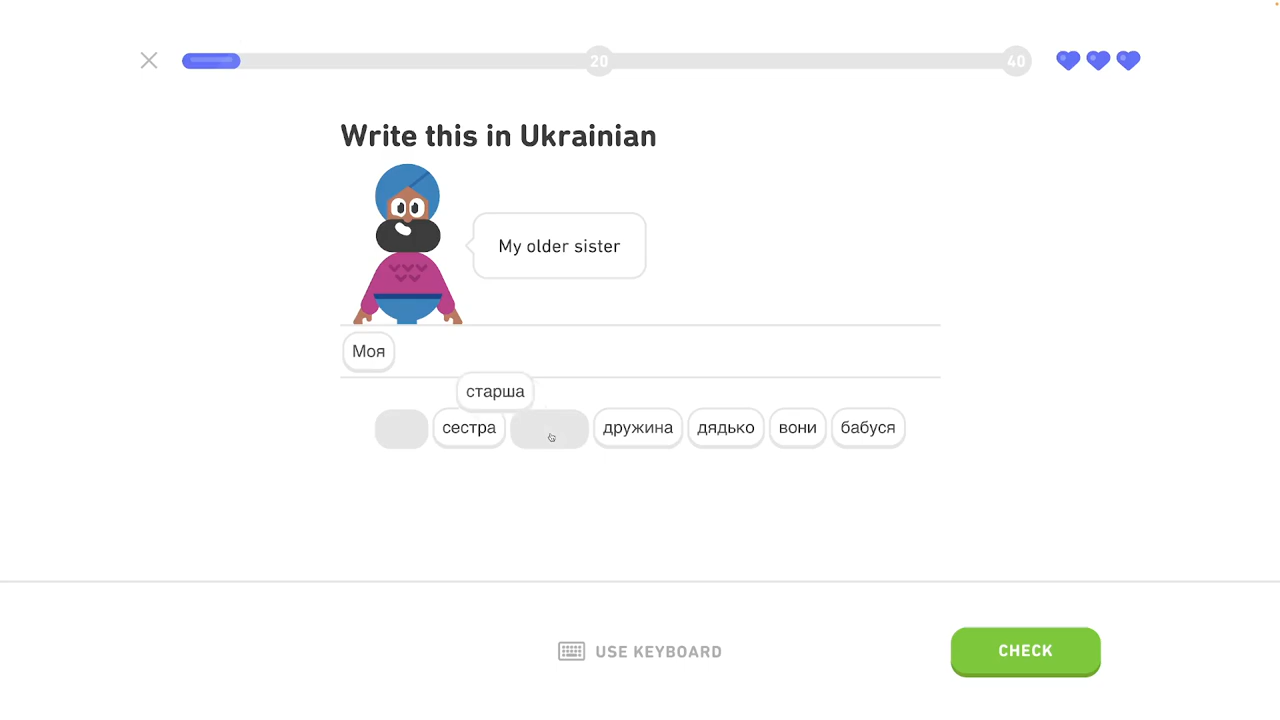 20
40
Write this in Ukrainian
My older sister
Моя
старша
сестра дружина дядько вони бабуся
USE KEYBOARD
CHECK